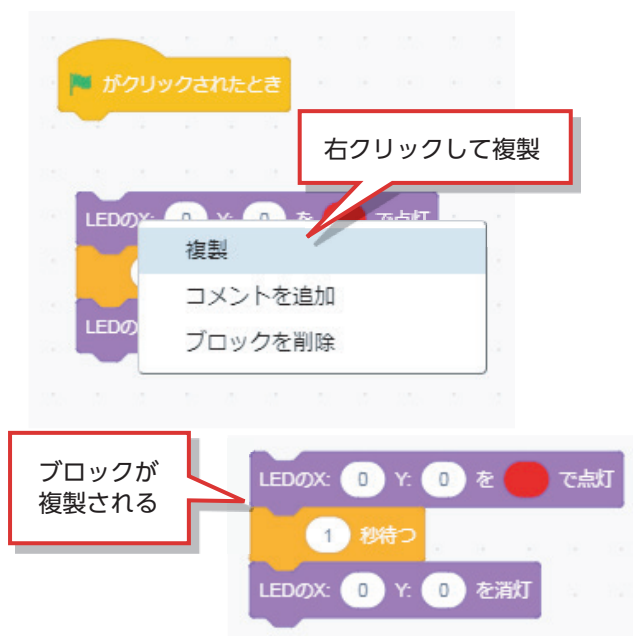 がクリックされたとき
右クリックして複製
LEDのX: 0 Y: 0 を で点灯
複製
コメントを追加
LEDの
ブロックを削除
ブロックが
複製される
LEDのX: 0 Y: 0 を で点灯
1 秒待つ
LEDのX: 0 Y: 0 を消灯